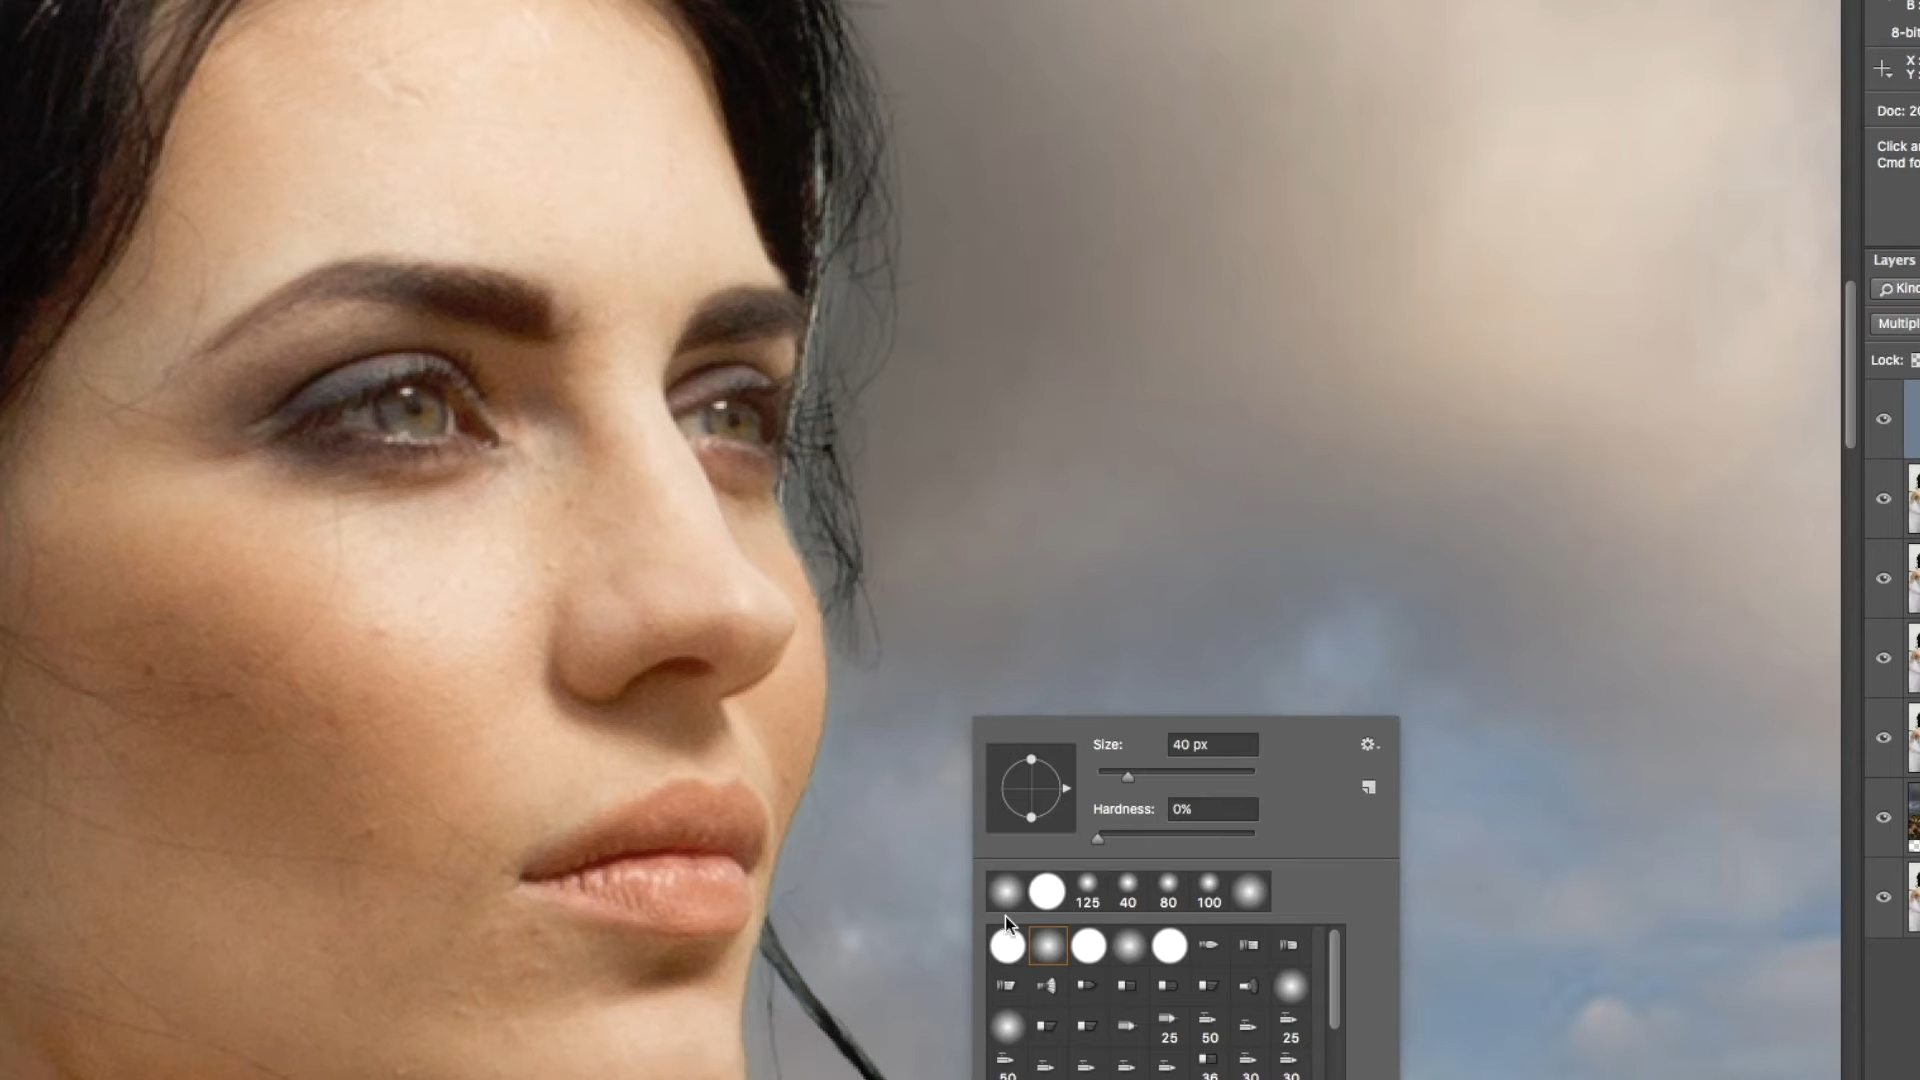 B :
8-bit
X :
Y :
Doc: 20
Click a
Cmd fo
Layers
Kind
Multipl
Lock:
Size: 40 px
Hardness: 0%
125 40 80 100
25 50 25
50 36 30 30